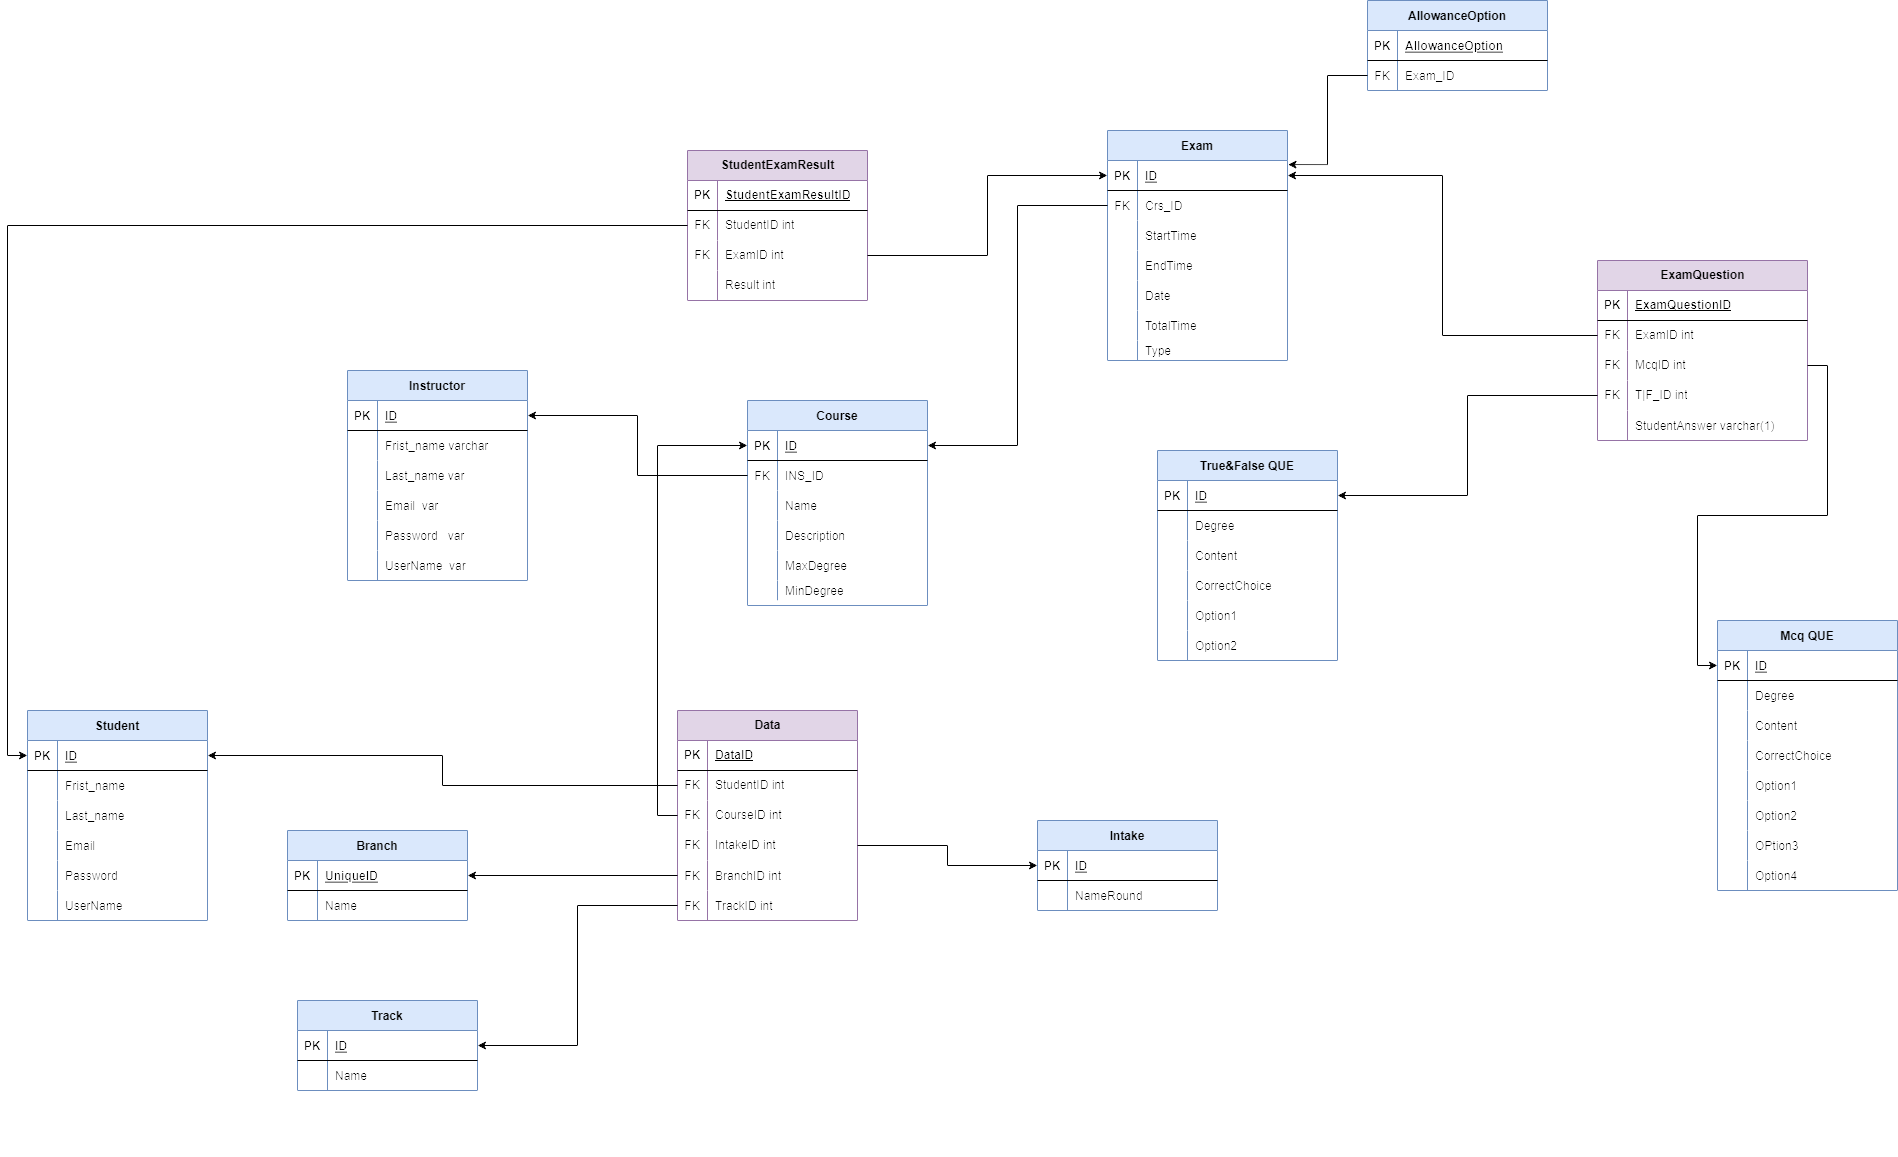 AllowanceOption
PK AllowanceOption
FK Exam_ID
Exam
PK ID
FK Crs_ID
StartTime
EndTime
Date
TotalTime
Type
StudentExamResult
PK StudentExamResultID
FK StudentID int
FK ExamID int
Result int
ExamQuestion
PK ExamQuestionID
FK ExamID int
FK McqID int
FK T|F_ID int
StudentAnswer varchar(1)
Instructor
PK ID
Frist_name varchar
Last_name var
Email var
Password var
UserName var
Course
PK ID
FK INS_ID
Name
Description
MaxDegree
MinDegree
True&False QUE
PK ID
Degree
Content
CorrectChoice
Option1
Option2
Mcq QUE
PK ID
Degree
Content
CorrectChoice
Option1
Option2
OPtion3
Option4
Student
PK ID
Frist_name
Last_name
Email
Password
UserName
Data
PK DataID
FK StudentID int
FK CourseID int
FK IntakeID int
FK BranchID int
FK TrackID int
Branch
PK UniqueID
Name
Intake
PK ID
NameRound
Track
PK ID
Name